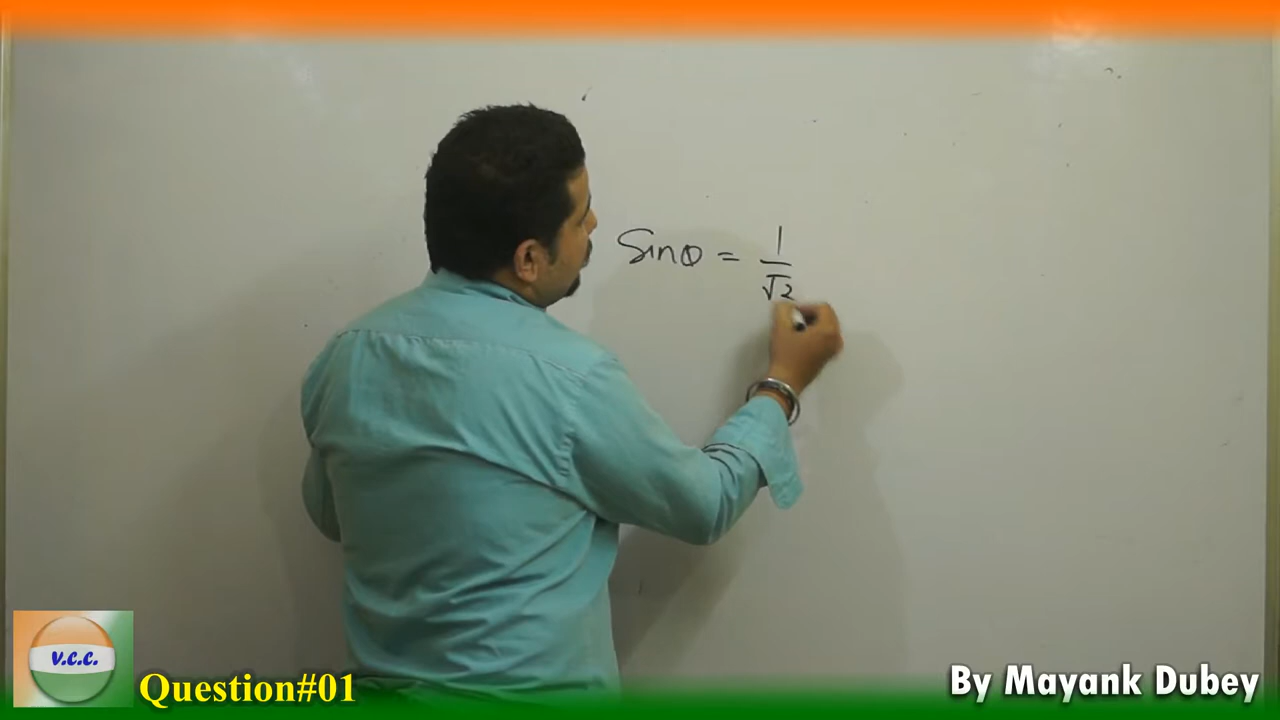 Sinθ = 1/√2
V.C.C.
Question#01
By Mayank Dubey